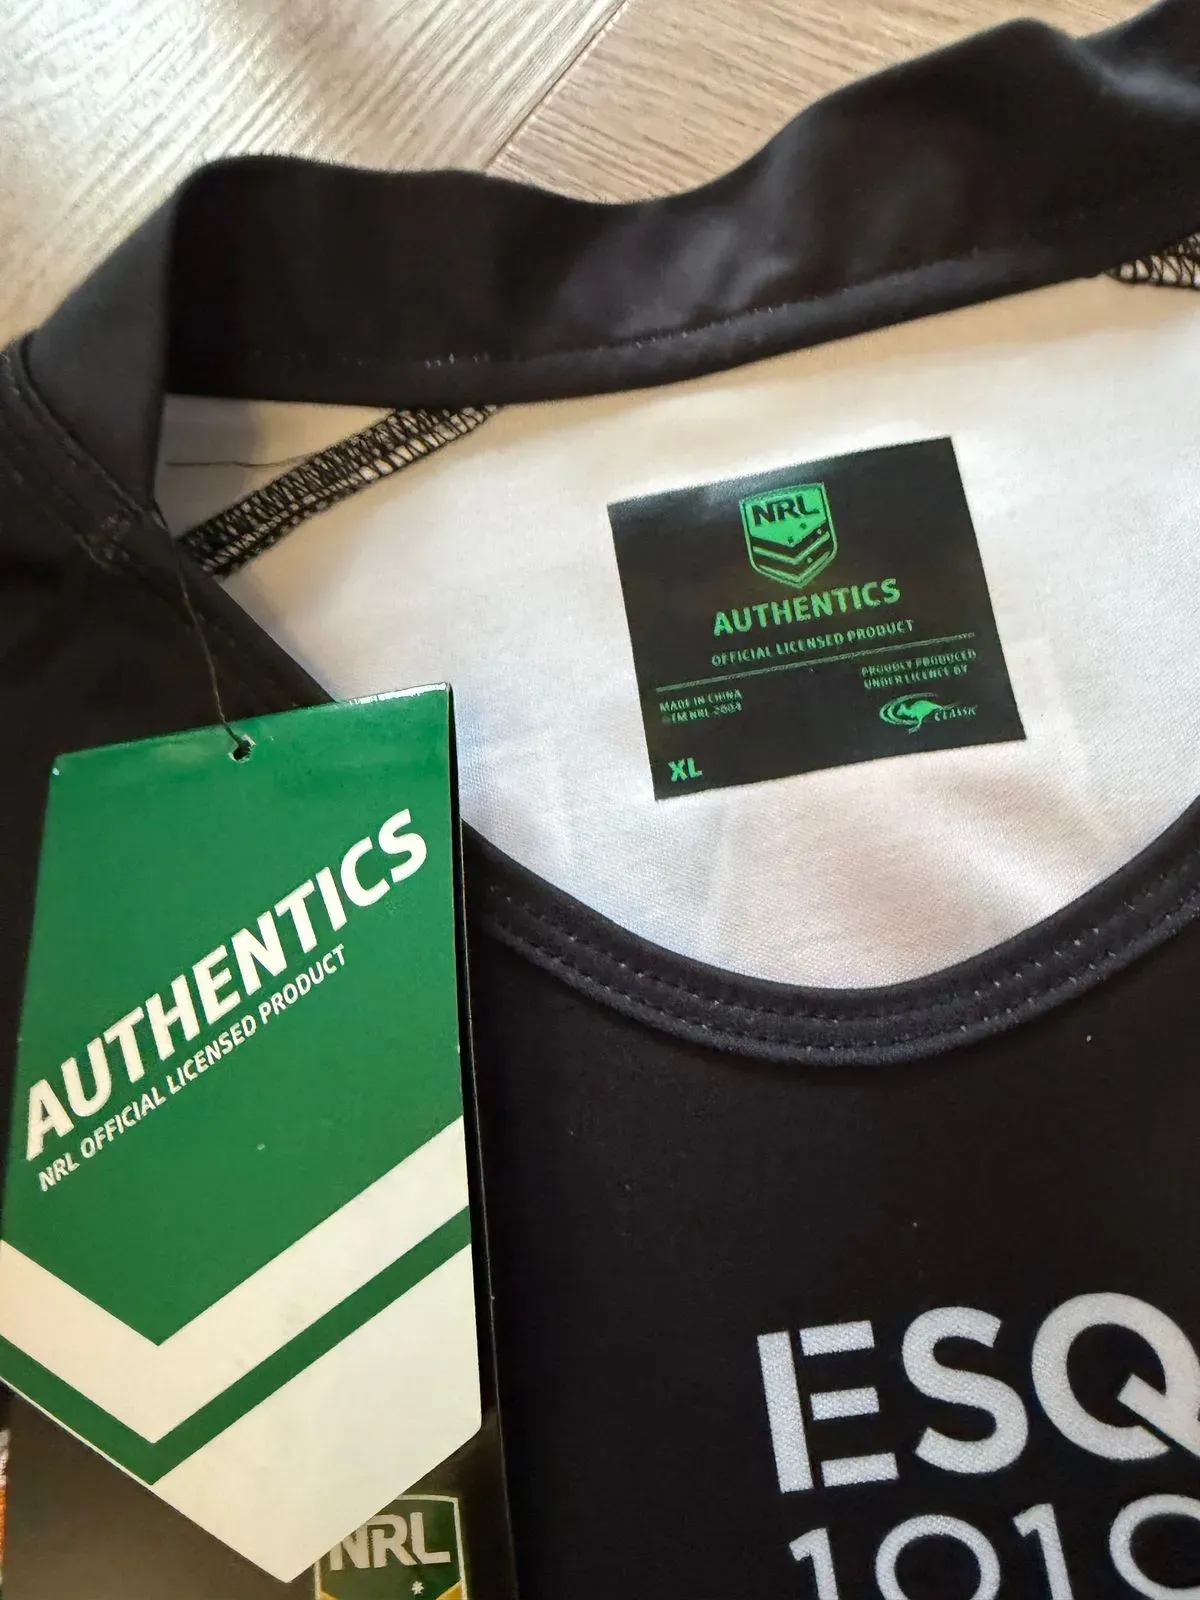 NRL
AUTHENTICS
OFFICIAL LICENSED PRODUCT
MADE IN CHINA
PROUDLY PRODUCED
UNDER LICENCE BY
CLASSIC
XL
AUTHENTICS
NRL OFFICIAL LICENSED PRODUCT
NRL
ESQ
1010